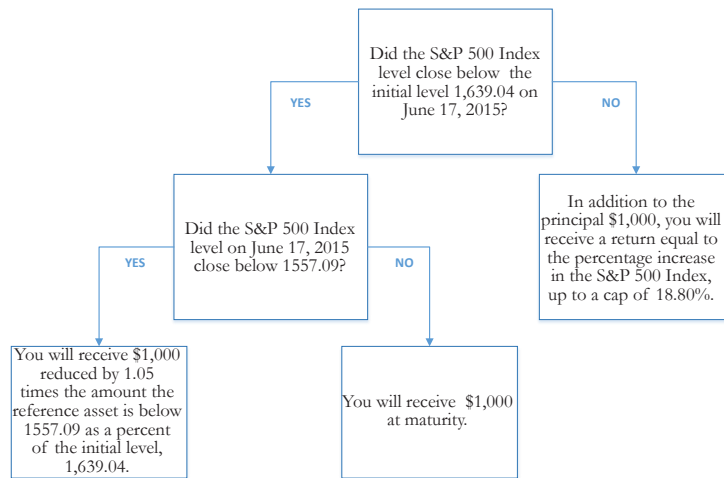 Did the S&P 500 Index
level close below the
initial level 1,639.04 on
June 17, 2015?
YES
NO
Did the S&P 500 Index
level on June 17, 2015
close below 1557.09?
In addition to the
principal $1,000, you will
receive a return equal to
the percentage increase
in the S&P 500 Index,
up to a cap of 18.80%.
YES
NO
You will receive $1,000
reduced by 1.05
times the amount the
reference asset is below
1557.09 as a percent
of the initial level,
1,639.04.
You will receive $1,000
at maturity.